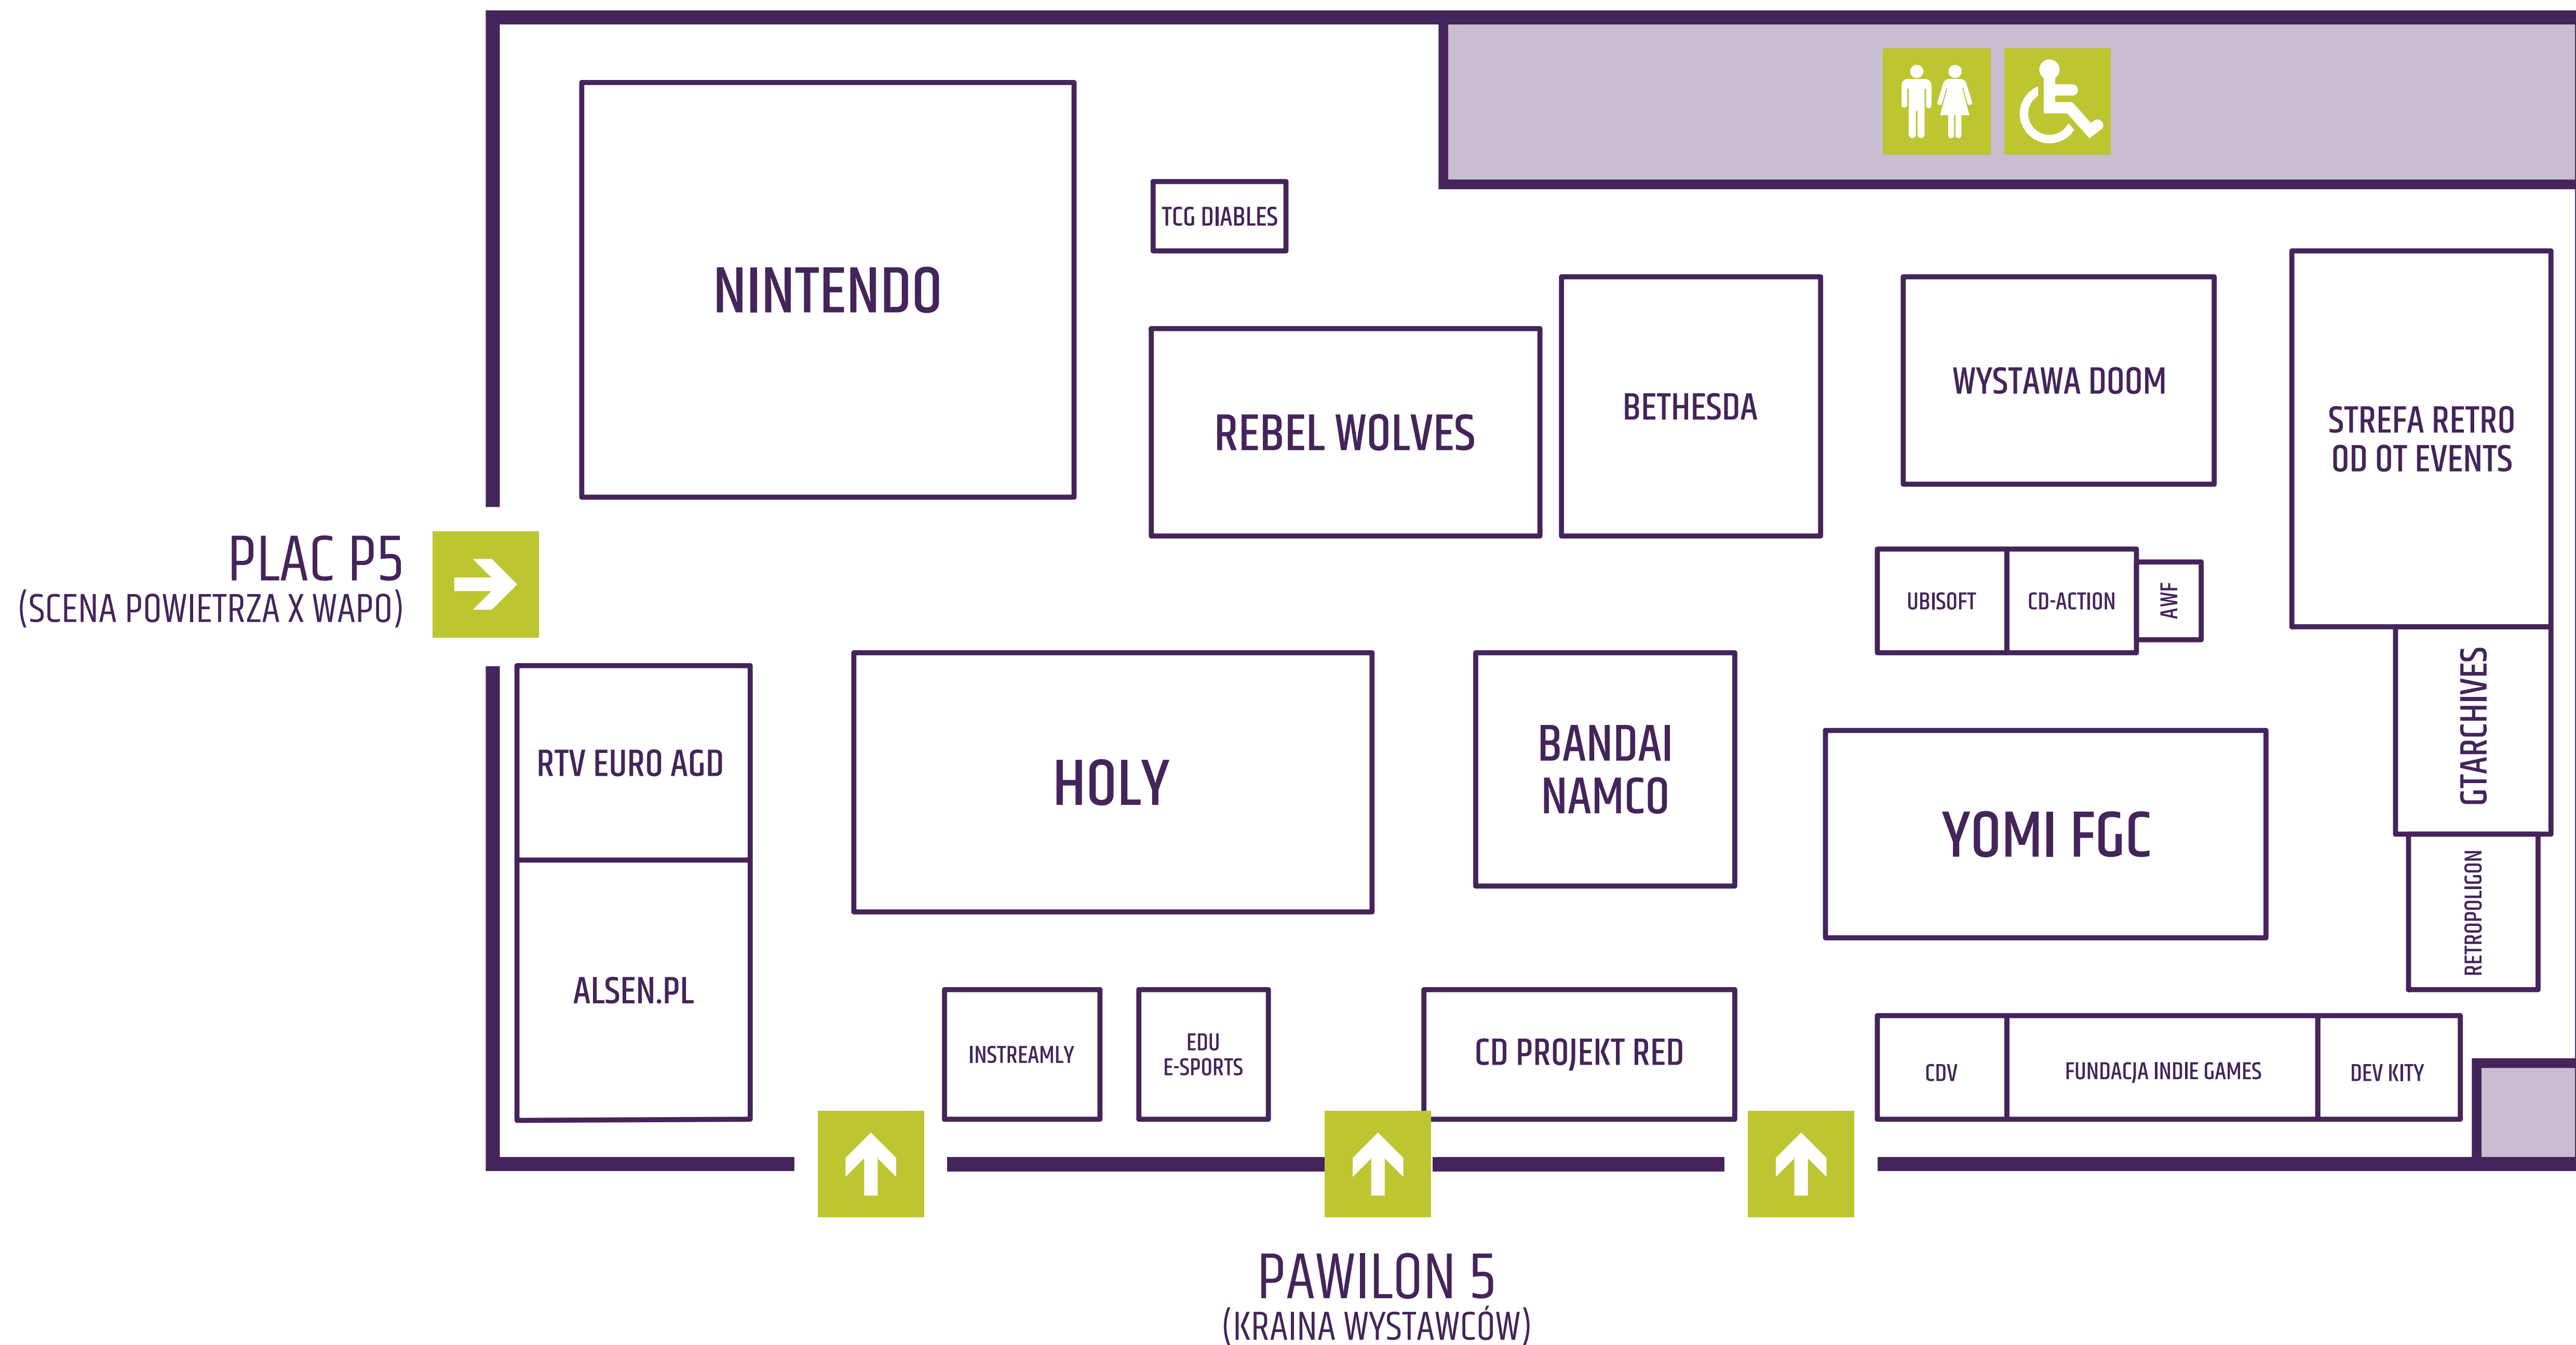 NINTENDO
TCG DIABLES
REBEL WOLVES
BETHESDA
WYSTAWA DOOM
STREFA RETRO
OD OT EVENTS
PLAC P5
(SCENA POWIETRZA X WAPO)
UBISOFT
CD-ACTION
AWF
RTV EURO AGD
HOLY
BANDAI
NAMCO
YOMI FGC
GTARCHIVES
RETROPOLIGON
ALSEN.PL
INSTREAMLY
EDU
E-SPORTS
CD PROJEKT RED
CDV
FUNDACJA INDIE GAMES
DEV KITY
PAWILON 5
(KRAINA WYSTAWCÓW)